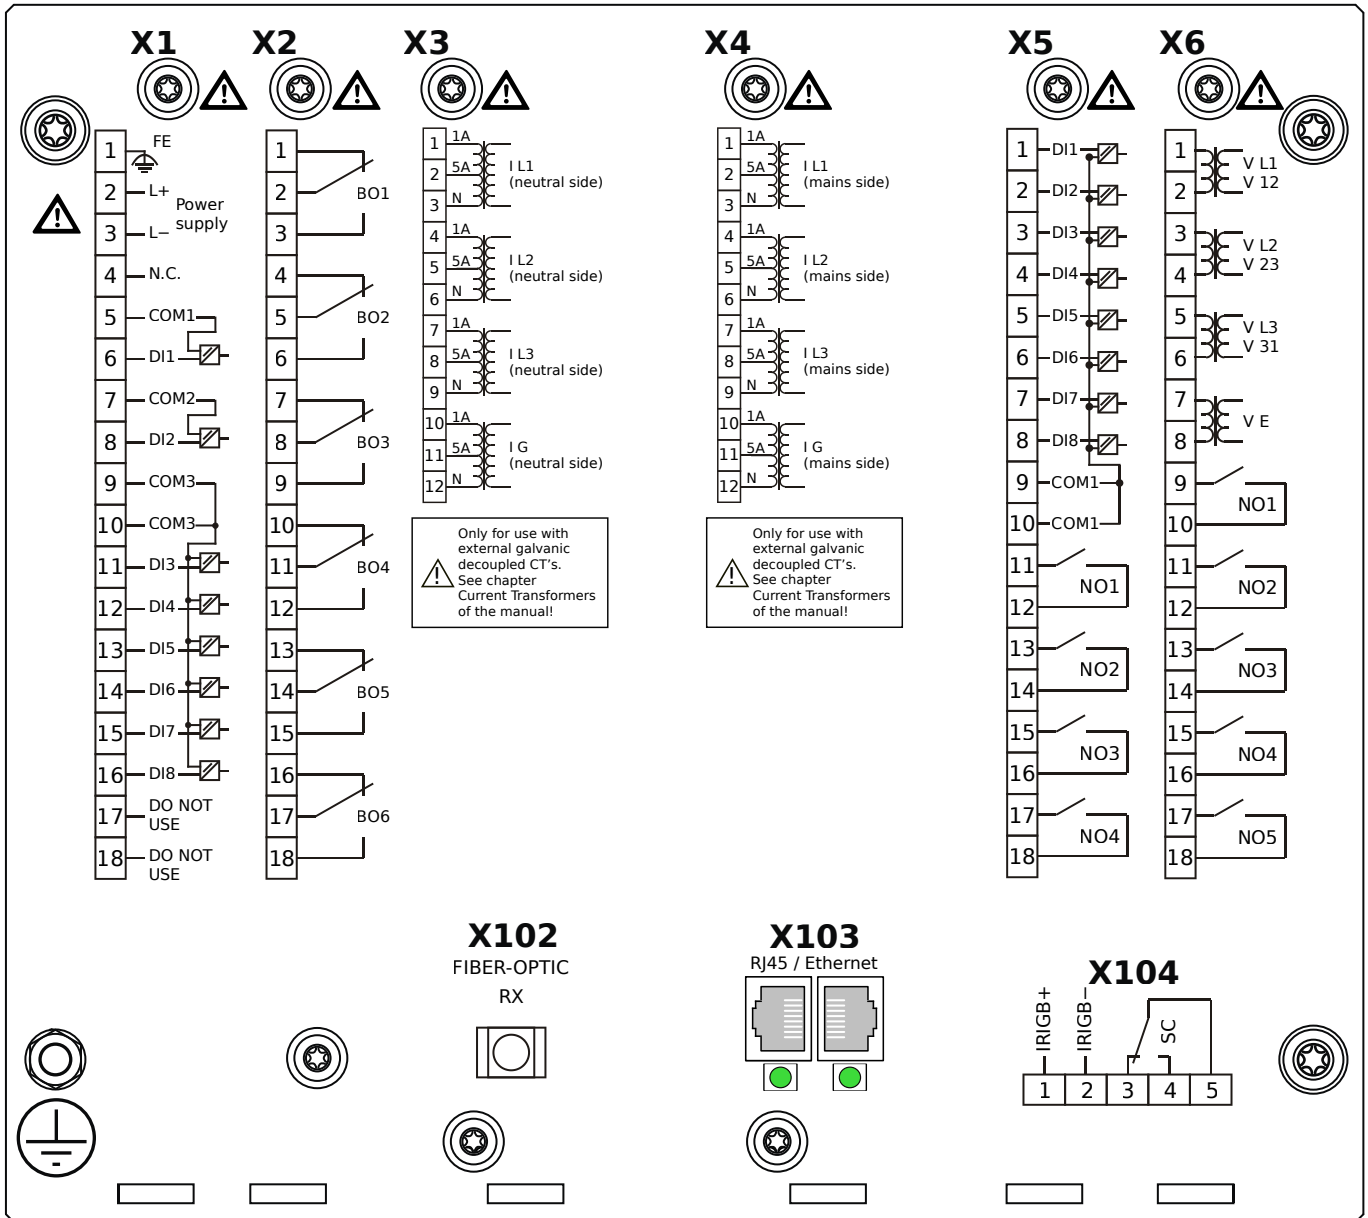 X1 X2 X3 X4 X5 X6
1 FE
2 L+
Power
supply
3 L−
4 N.C.
5 COM1
6 DI1
7 COM2
8 DI2
9 COM3
10 COM3
11 DI3
12 DI4
13 DI5
14 DI6
15 DI7
16 DI8
17 DO NOT
USE
18 DO NOT
USE
1
2 BO1
3
4
5 BO2
6
7
8 BO3
9
10
11 BO4
12
13
14 BO5
15
16
17 BO6
18
1 1A
2 5A
3 N
I L1
(neutral side)
4 1A
5 5A
6 N
I L2
(neutral side)
7 1A
8 5A
9 N
I L3
(neutral side)
10 1A
11 5A
12 N
I G
(neutral side)
Only for use with
external galvanic
decoupled CT’s.
See chapter
Current Transformers
of the manual!
1 1A
2 5A
3 N
I L1
(mains side)
4 1A
5 5A
6 N
I L2
(mains side)
7 1A
8 5A
9 N
I L3
(mains side)
10 1A
11 5A
12 N
I G
(mains side)
Only for use with
external galvanic
decoupled CT’s.
See chapter
Current Transformers
of the manual!
1 DI1
2 DI2
3 DI3
4 DI4
5 DI5
6 DI6
7 DI7
8 DI8
9 COM1
10 COM1
11
NO1
12
13
NO2
14
15
NO3
16
17
NO4
18
1
V L1
V 12
2
3
V L2
V 23
4
5
V L3
V 31
6
7
V E
8
9
NO1
10
11
NO2
12
13
NO3
14
15
NO4
16
17
NO5
18
X102
FIBER-OPTIC
RX
X103
RJ45 / Ethernet
X104
IRIGB+
IRIGB−
SC
1 2 3 4 5